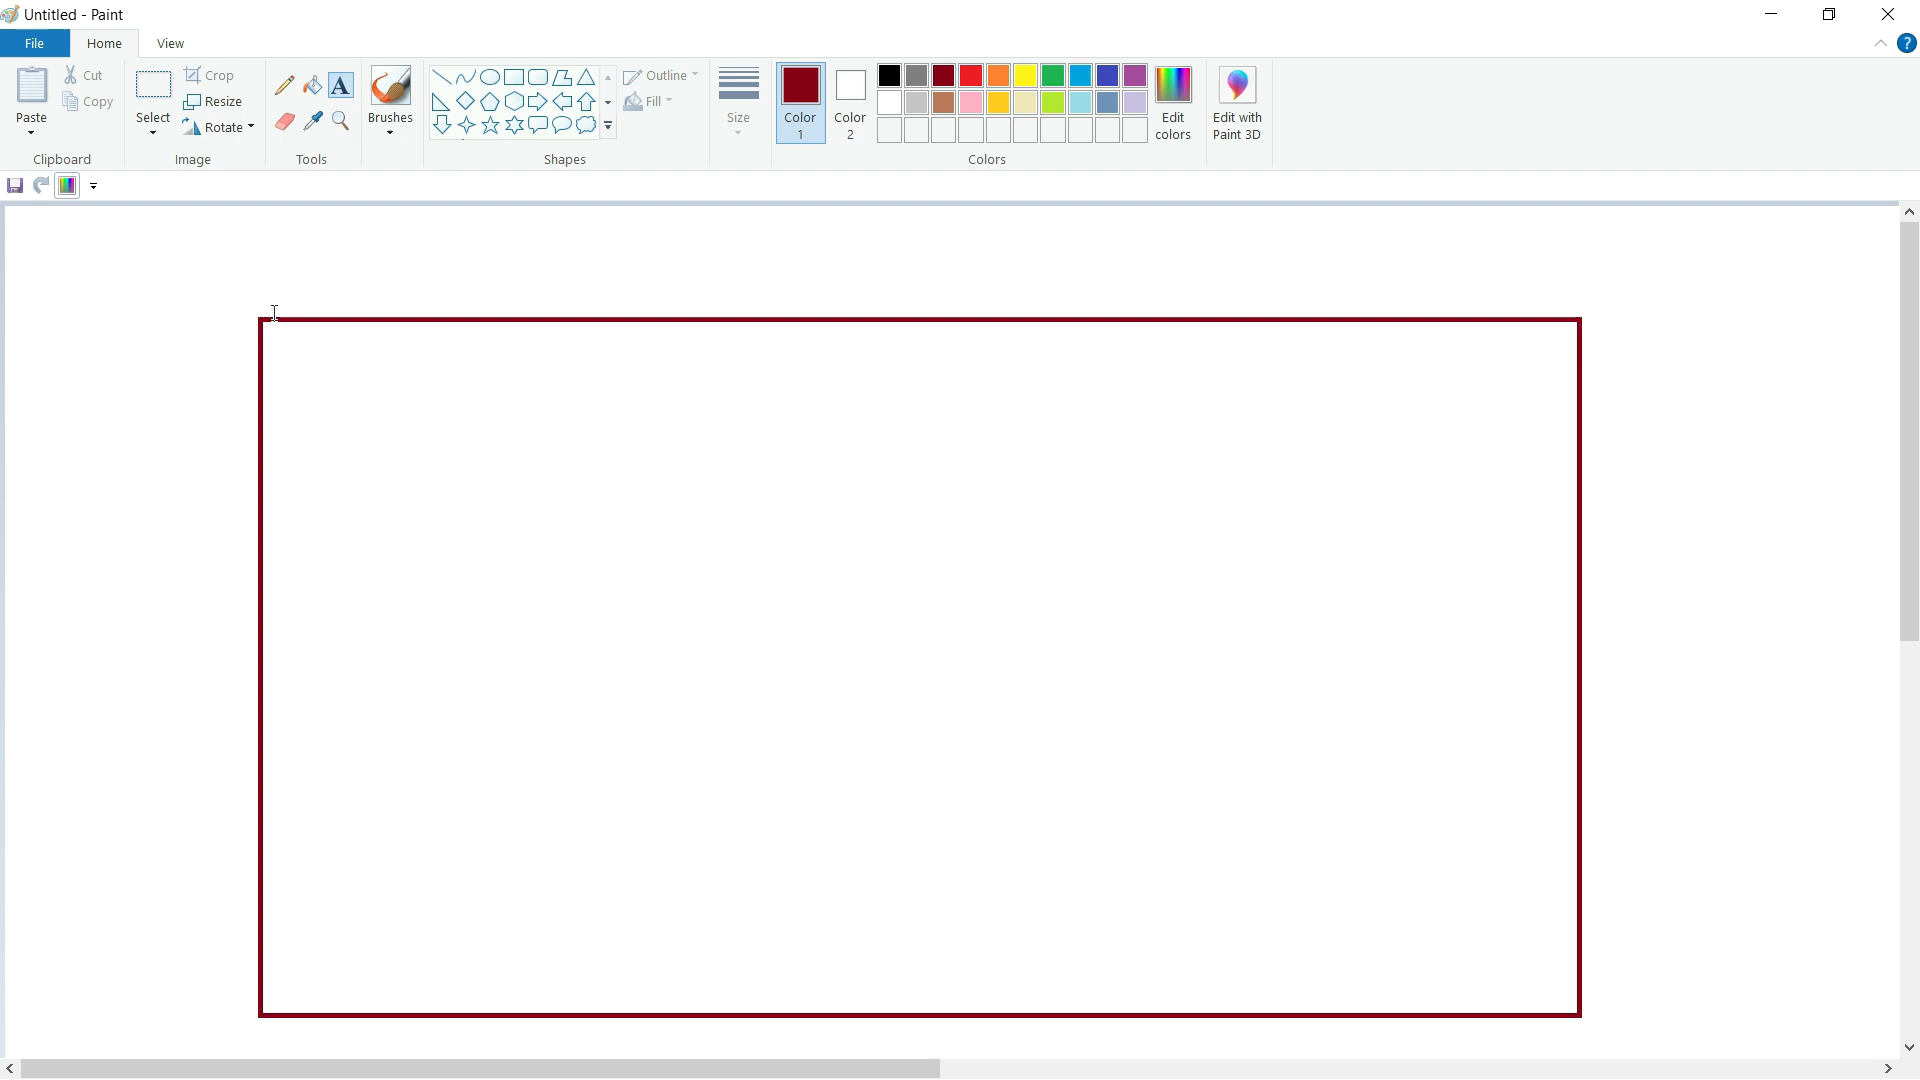 Untitled - Paint
File Home View
Paste Cut Copy Select Crop Resize Rotate A Brushes Outline Fill Size Color 1 Color 2 Edit colors Edit with Paint 3D
Clipboard Image Tools Shapes Colors